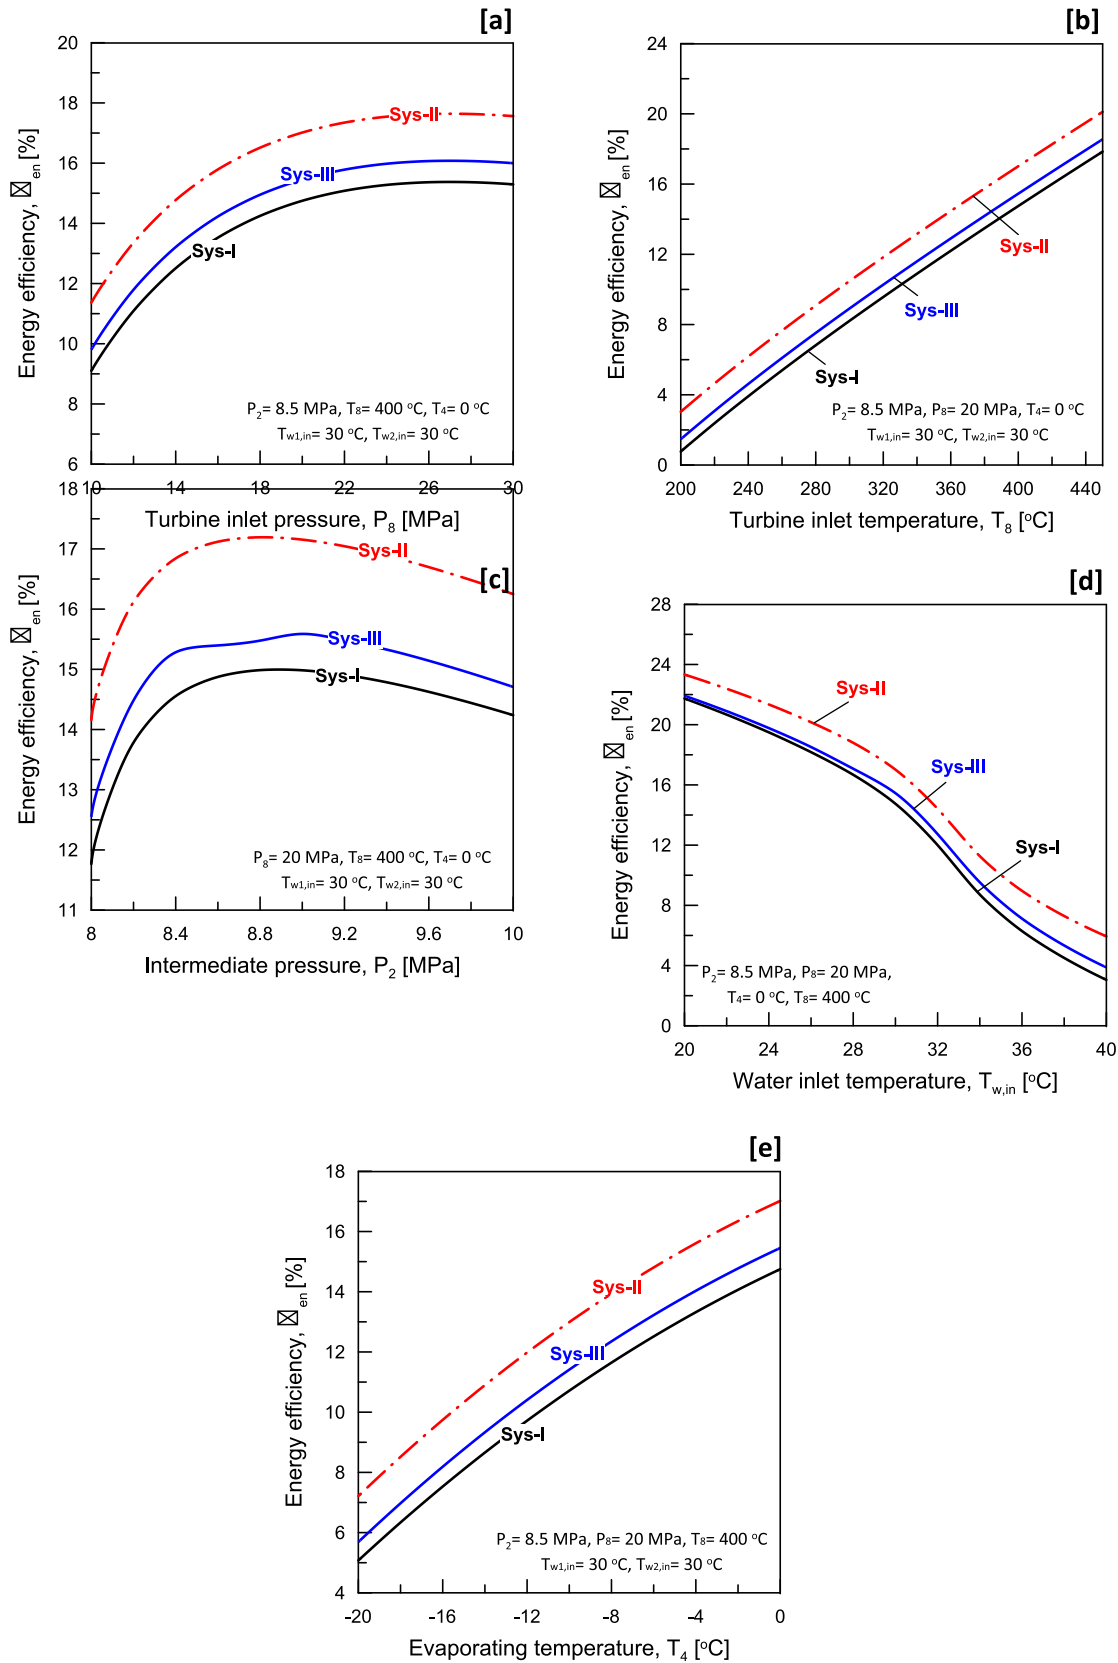 [a]
20
18
16
14
12
10
8
6
Energy efficiency, ☒en [%]
Sys-II
Sys-III
Sys-I
P2= 8.5 MPa, T8= 400 °C, T4= 0 °C
Tw1,in= 30 °C, Tw2,in= 30 °C
10 14 18 22 26 30
Turbine inlet pressure, P8 [MPa]
[b]
24
20
16
12
8
4
0
Energy efficiency, ☒en [%]
Sys-II
Sys-III
Sys-I
P2= 8.5 MPa, P8= 20 MPa, T4= 0 °C
Tw1,in= 30 °C, Tw2,in= 30 °C
200 240 280 320 360 400 440
Turbine inlet temperature, T8 [°C]
[c]
18
17
16
15
14
13
12
11
Energy efficiency, ☒en [%]
Sys-II
Sys-III
Sys-I
P8= 20 MPa, T8= 400 °C, T4= 0 °C
Tw1,in= 30 °C, Tw2,in= 30 °C
8 8.4 8.8 9.2 9.6 10
Intermediate pressure, P2 [MPa]
[d]
28
24
20
16
12
8
4
0
Energy efficiency, ☒en [%]
Sys-II
Sys-III
Sys-I
P2= 8.5 MPa, P8= 20 MPa,
T4= 0 °C, T8= 400 °C
20 24 28 32 36 40
Water inlet temperature, Tw,in [°C]
[e]
18
16
14
12
10
8
6
4
Energy efficiency, ☒en [%]
Sys-II
Sys-III
Sys-I
P2= 8.5 MPa, P8= 20 MPa, T8= 400 °C
Tw1,in= 30 °C, Tw2,in= 30 °C
-20 -16 -12 -8 -4 0
Evaporating temperature, T4 [°C]